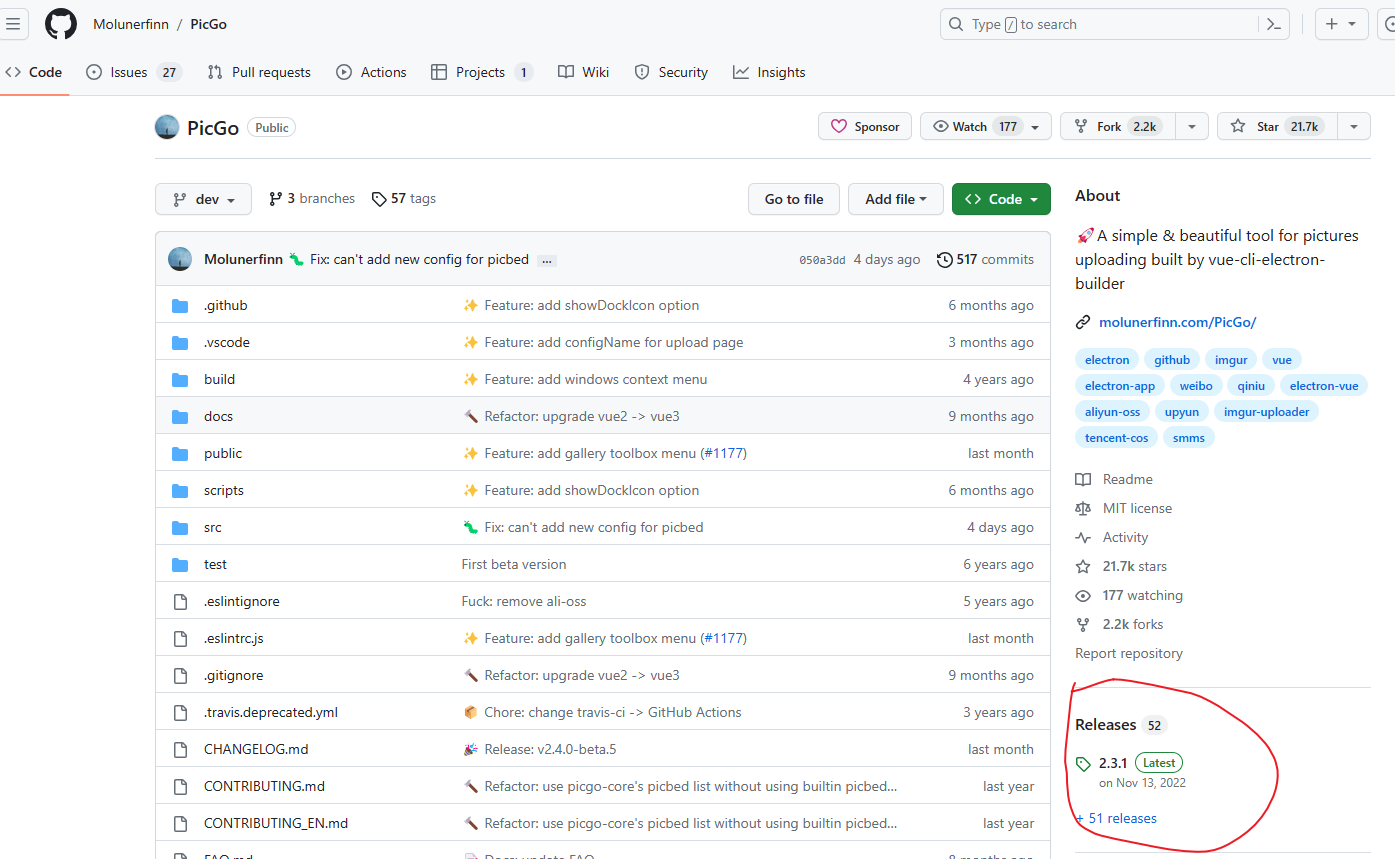 Molunerfinn / PicGo
Type / to search
Code Issues 27 Pull requests Actions Projects 1 Wiki Security Insights
PicGo Public
Sponsor Watch 177 Fork 2.2k Star 21.7k
dev 3 branches 57 tags Go to file Add file Code
Molunerfinn Fix: can't add new config for picbed ... 050a3dd 4 days ago 517 commits
.github Feature: add showDockIcon option 6 months ago
.vscode Feature: add configName for upload page 3 months ago
build Feature: add windows context menu 4 years ago
docs Refactor: upgrade vue2 -> vue3 9 months ago
public Feature: add gallery toolbox menu (#1177) last month
scripts Feature: add showDockIcon option 6 months ago
src Fix: can't add new config for picbed 4 days ago
test First beta version 6 years ago
.eslintignore Fuck: remove ali-oss 5 years ago
.eslintrc.js Feature: add gallery toolbox menu (#1177) last month
.gitignore Refactor: upgrade vue2 -> vue3 9 months ago
.travis.deprecated.yml Chore: change travis-ci -> GitHub Actions 3 years ago
CHANGELOG.md Release: v2.4.0-beta.5 last month
CONTRIBUTING.md Refactor: use picgo-core's picbed list without using builtin picbed... last year
CONTRIBUTING_EN.md Refactor: use picgo-core's picbed list without using builtin picbed... last year
FAQ.md Docs: update FAQ 8 months ago
About
A simple & beautiful tool for pictures
uploading built by vue-cli-electron-
builder
molunerfinn.com/PicGo/
electron github imgur vue
electron-app weibo qiniu electron-vue
aliyun-oss upyun imgur-uploader
tencent-cos smms
Readme
MIT license
Activity
21.7k stars
177 watching
2.2k forks
Report repository
Releases 52
2.3.1 Latest
on Nov 13, 2022
+ 51 releases